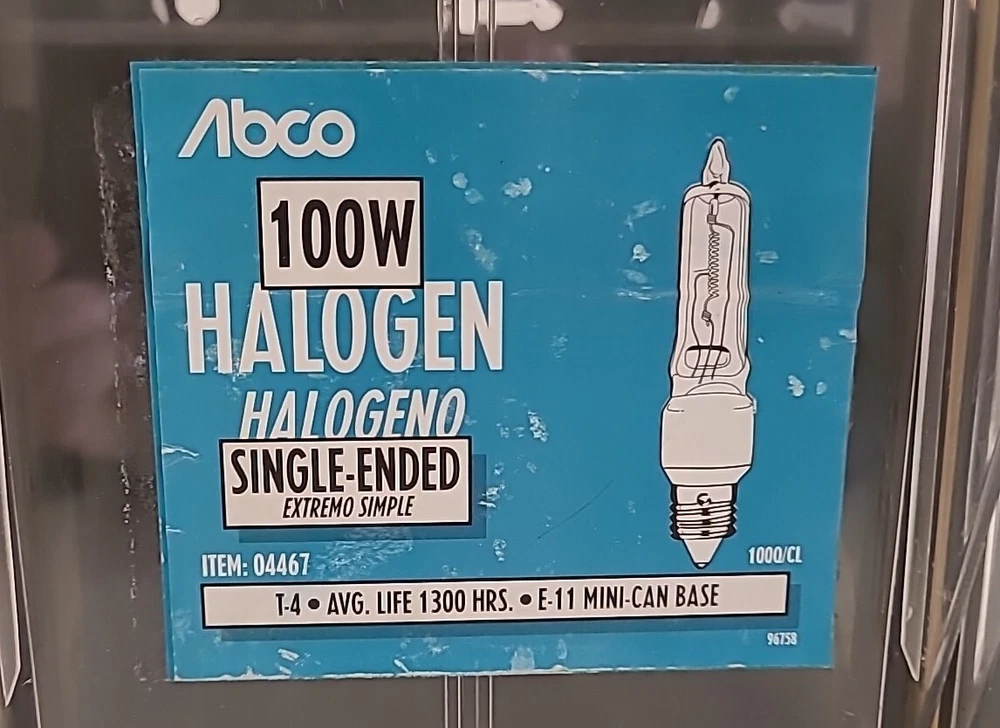 Abco
100W
HALOGEN
HALOGENO
SINGLE-ENDED
EXTREMO SIMPLE
ITEM: 04467
100Q/CL
T-4 • AVG. LIFE 1300 HRS. • E-11 MINI-CAN BASE
96758